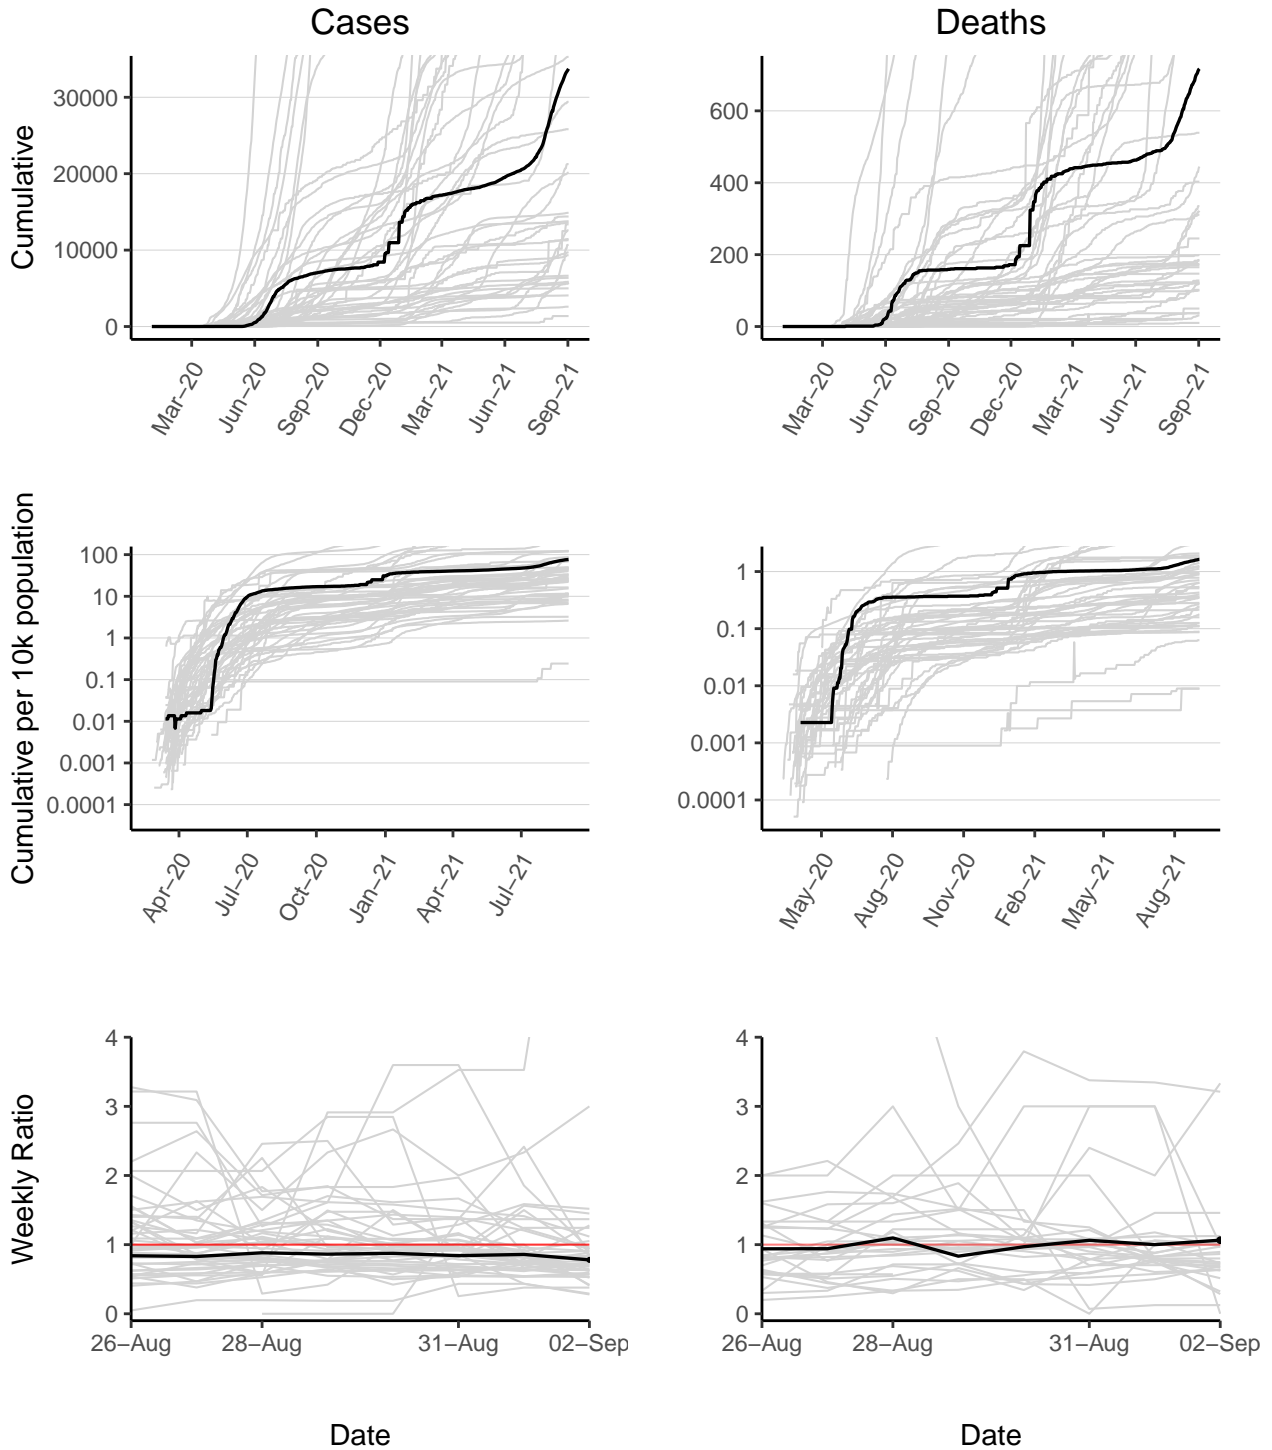 Cases
Deaths
Cumulative
30000
20000
10000
0
Mar−20
Jun−20
Sep−20
Dec−20
Mar−21
Jun−21
Sep−21
600
400
200
0
Mar−20
Jun−20
Sep−20
Dec−20
Mar−21
Jun−21
Sep−21
Cumulative per 10k population
100
10
1
0.1
0.01
0.001
0.0001
Apr−20
Jul−20
Oct−20
Jan−21
Apr−21
Jul−21
1
0.1
0.01
0.001
0.0001
May−20
Aug−20
Nov−20
Feb−21
May−21
Aug−21
Weekly Ratio
4
3
2
1
0
26−Aug
28−Aug
31−Aug
02−Sep
4
3
2
1
0
26−Aug
28−Aug
31−Aug
02−Sep
Date
Date